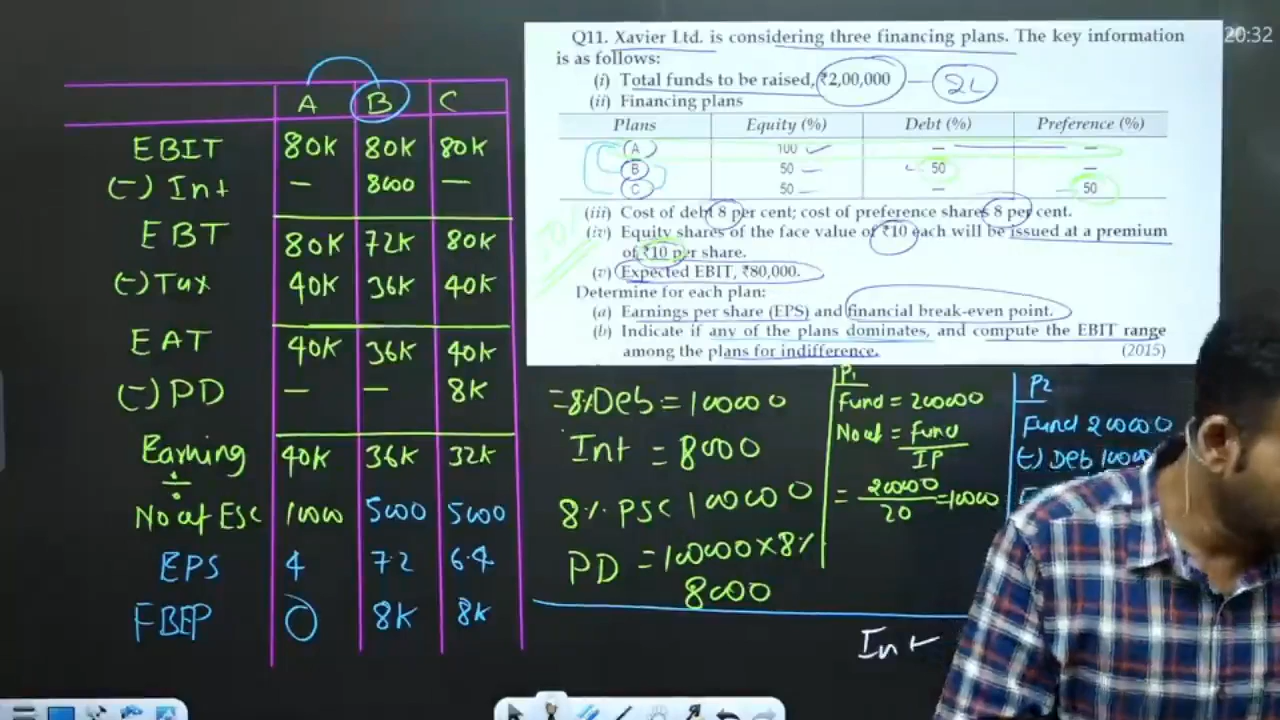 20:32
Q11. Xavier Ltd. is considering three financing plans. The key information
is as follows:
(i) Total funds to be raised, ₹2,00,000 2L
(ii) Financing plans
Plans Equity (%) Debt (%) Preference (%)
(A) 100 — —
(B) 50 50 —
(C) 50 — 50
(iii) Cost of debt 8 per cent; cost of preference shares 8 per cent.
(iv) Equity shares of the face value of ₹10 each will be issued at a premium
of ₹10 per share.
(v) Expected EBIT, ₹80,000.
Determine for each plan:
(a) Earnings per share (EPS) and financial break-even point.
(b) Indicate if any of the plans dominates, and compute the EBIT range
among the plans for indifference. (2015)
A B C
EBIT 80K 80K 80K
(-) Int — 8000 —
EBT 80K 72K 80K
(-) Tax 40K 36K 40K
EAT 40K 36K 40K
(-) PD — — 8K
Earning 40K 36K 32K
÷
No of ESC 10000 5000 5000
EPS 4 7.2 6.4
FBEP 0 8K 8K
=8% Deb = 100000
Int = 8000
8% PSC 100000
PD = 10000×8%
8000
P1
Fund = 200000
No of = Fund
IP
= 20000 = 10000
20
P2
Fund 200000
(-) Deb 10000
Int